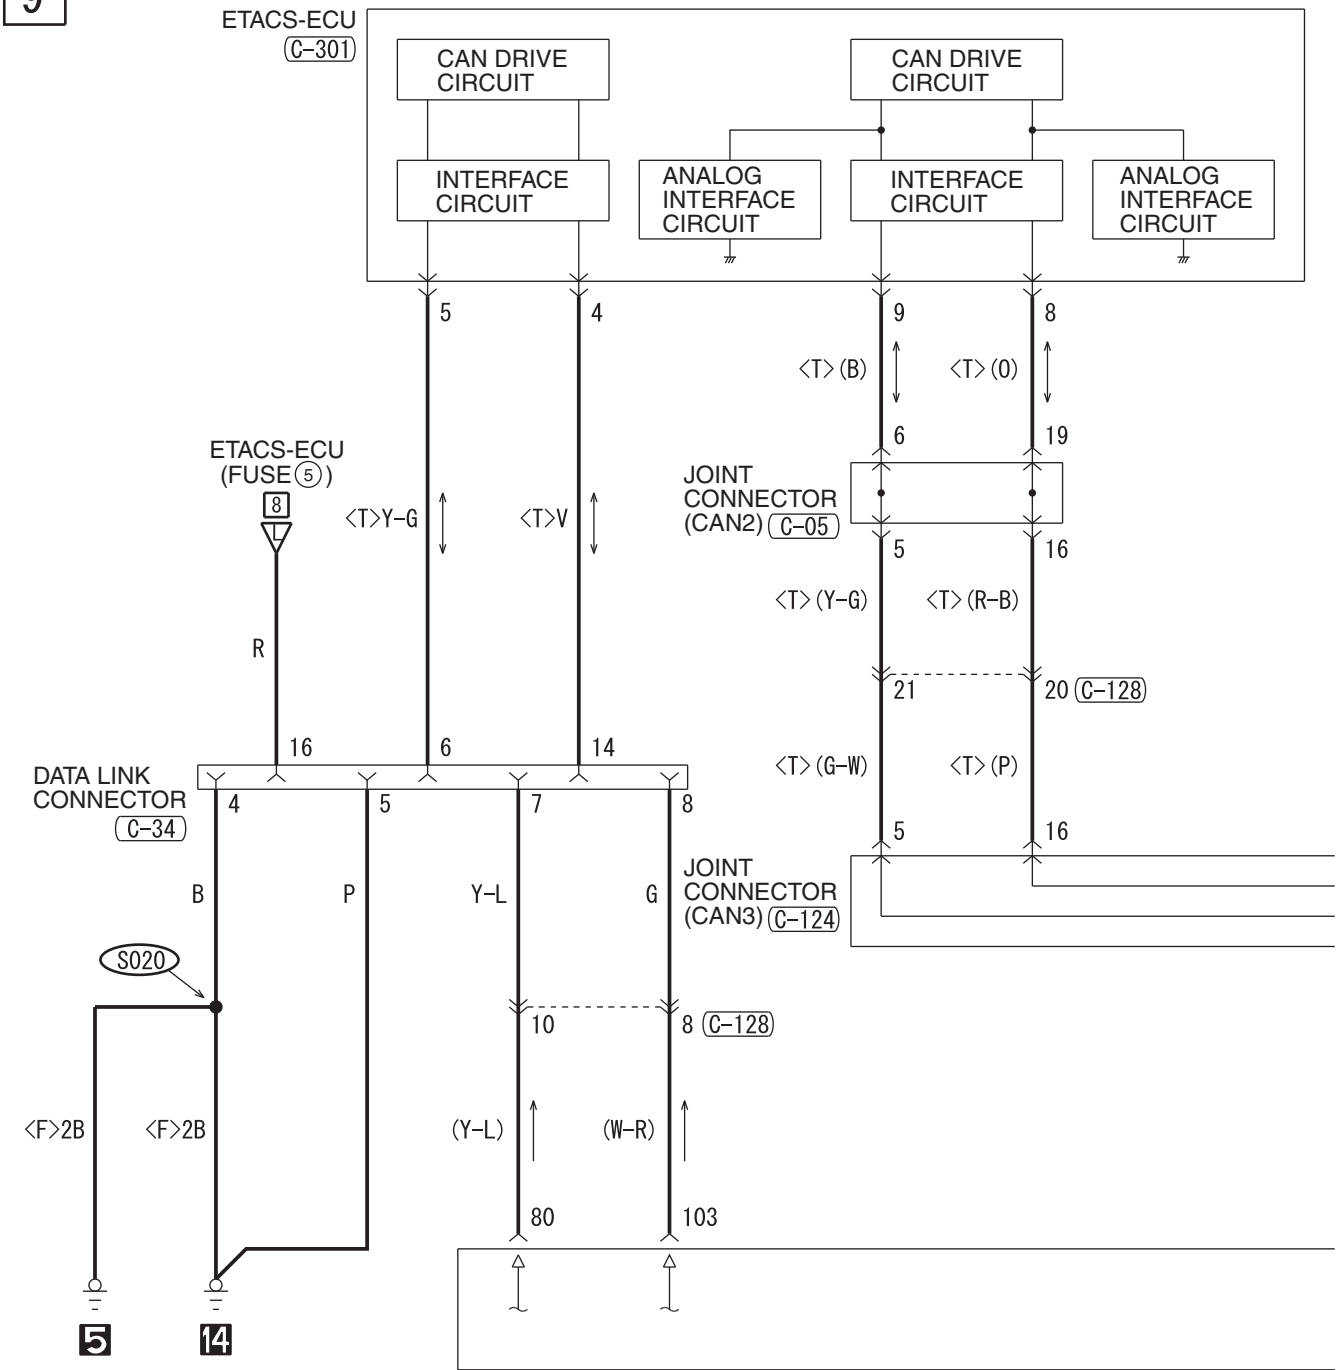 9
ETACS-ECU
(C-301)
CAN DRIVE
CIRCUIT
CAN DRIVE
CIRCUIT
INTERFACE
CIRCUIT
ANALOG
INTERFACE
CIRCUIT
INTERFACE
CIRCUIT
ANALOG
INTERFACE
CIRCUIT
5
4
9
8
<T>(B)
<T>(O)
6
19
ETACS-ECU
(FUSE 5)
8
L
<T>Y-G
<T>V
JOINT
CONNECTOR
(CAN2) C-05
5
16
<T>(Y-G)
<T>(R-B)
R
21
20 C-128
16
6
14
<T>(G-W)
<T>(P)
DATA LINK
CONNECTOR
C-34
4
5
7
8
5
16
B
P
Y-L
G
JOINT
CONNECTOR
(CAN3) C-124
S020
10
8 C-128
<F>2B
<F>2B
(Y-L)
(W-R)
80
103
5
14